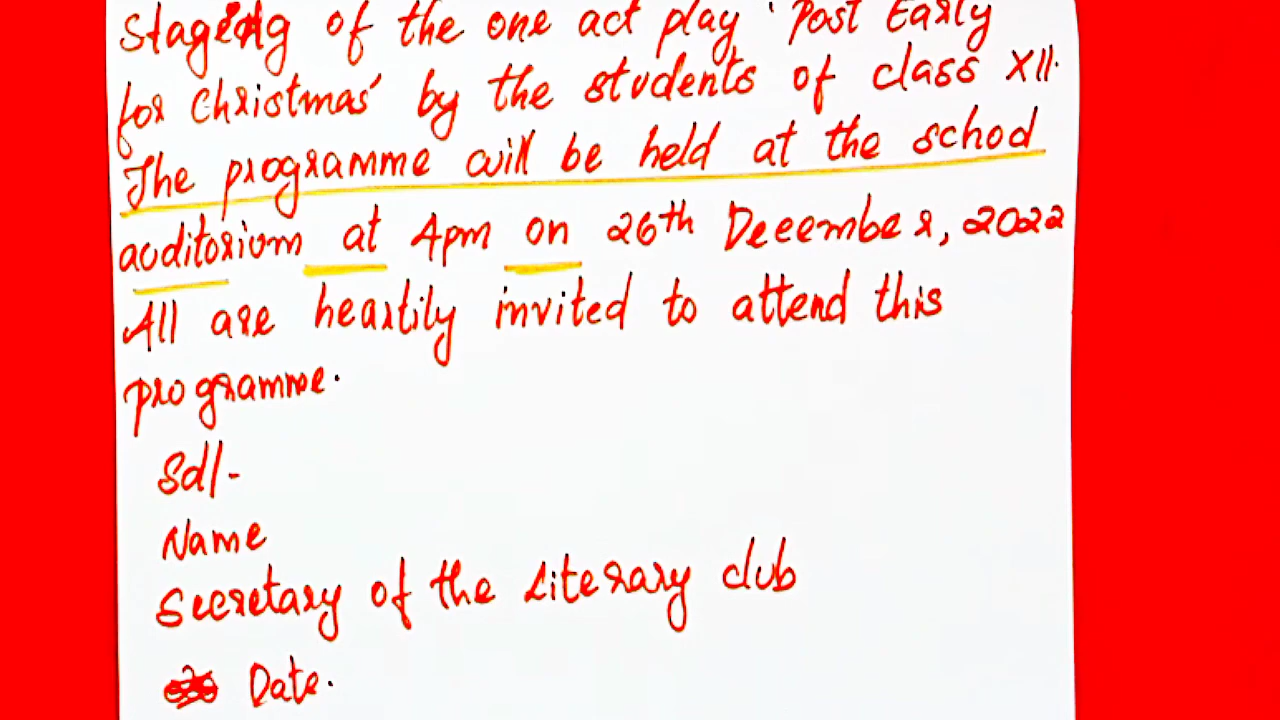 Staging of the one act play 'Post Early
for Christmas' by the students of class XII.
The programme will be held at the school
auditorium at 4pm on 26th December, 2022
All are heartily invited to attend this
programme.
Sd/-
Name
Secretary of the Literary club
Date.